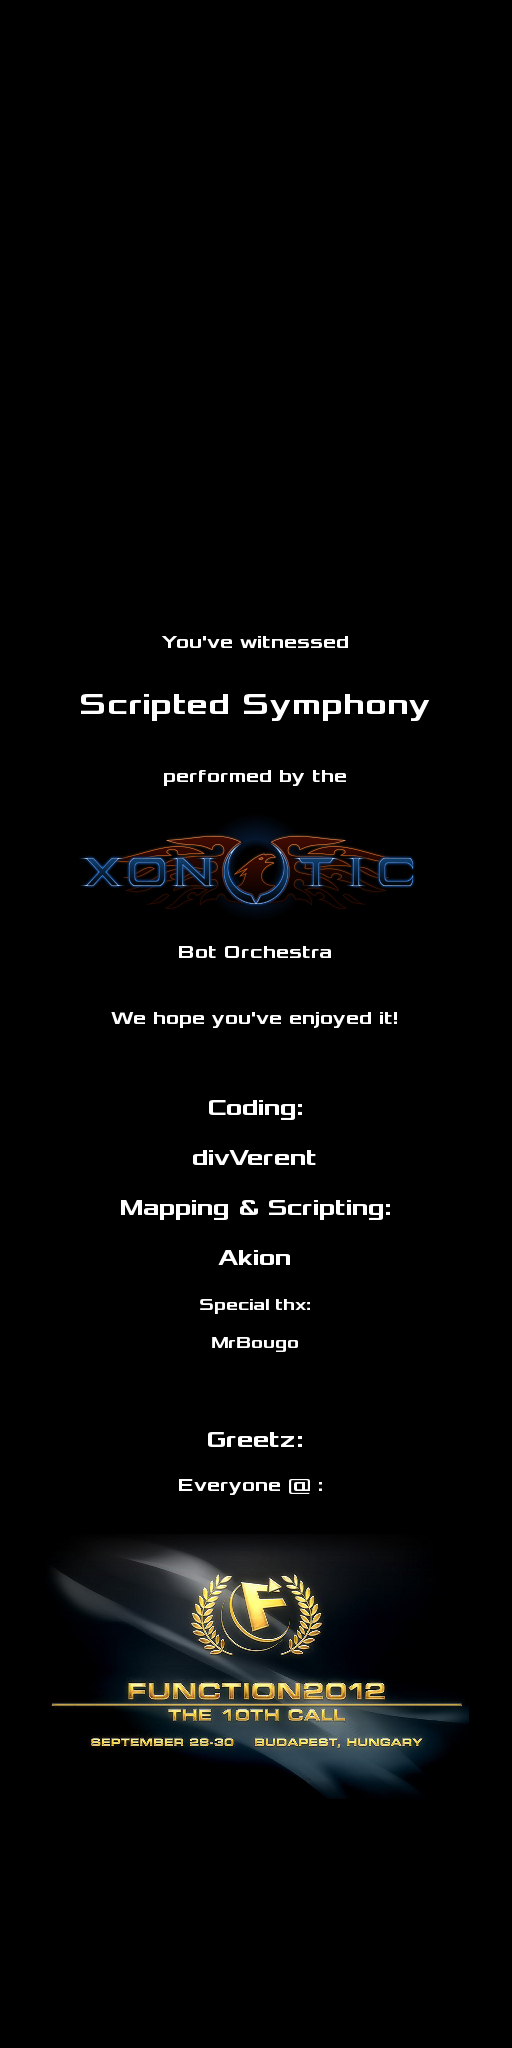 You've witnessed
Scripted Symphony
performed by the
XONOTIC
Bot Orchestra
We hope you've enjoyed it!
Coding:
divVerent
Mapping & Scripting:
Akion
Special thx:
MrBougo
Greetz:
Everyone @ :
F
FUNCTION2012
THE 10TH CALL
SEPTEMBER 28-30 BUDAPEST, HUNGARY